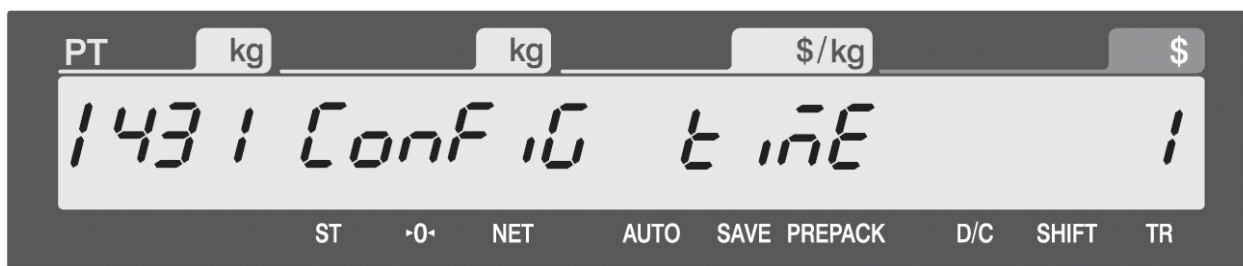 PT kg kg $/kg $
1431 ConFiG timE 1
ST ▸0◂ NET AUTO SAVE PREPACK D/C SHIFT TR